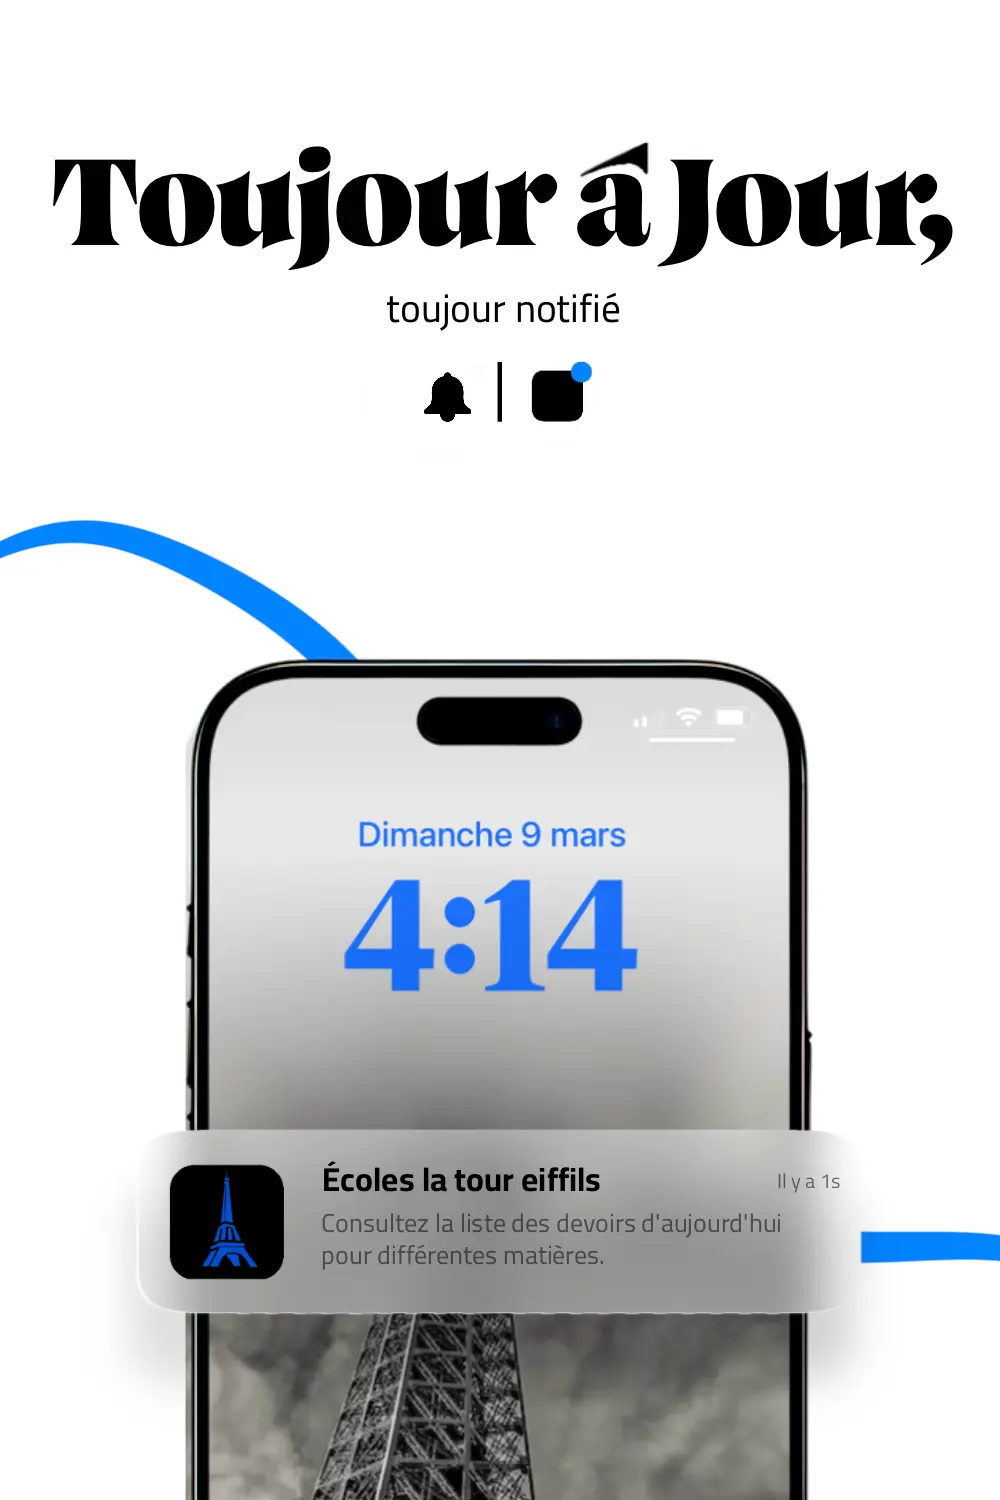 Toujour â Jour,
toujour notifié
Dimanche 9 mars
4:14
Écoles la tour eiffils
Il y a 1s
Consultez la liste des devoirs d'aujourd'hui
pour différentes matières.